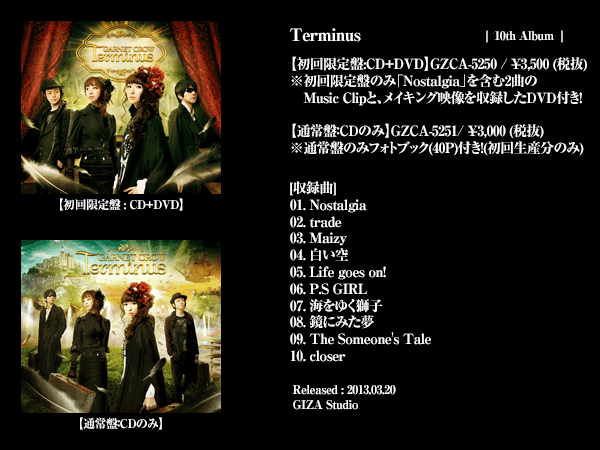 GARNET CROW
Terminus
【初回限定盤 : CD+DVD】
GARNET CROW
Terminus
【通常盤:CDのみ】
Terminus | 10th Album |
【初回限定盤:CD+DVD】GZCA-5250 / ¥3,500 (税抜)
※初回限定盤のみ「Nostalgia」を含む2曲の
Music Clipと、メイキング映像を収録したDVD付き!
【通常盤:CDのみ】GZCA-5251/ ¥3,000 (税抜)
※通常盤のみフォトブック(40P)付き!(初回生産分のみ)
[収録曲]
01. Nostalgia
02. trade
03. Maizy
04. 白い空
05. Life goes on!
06. P.S GIRL
07. 海をゆく獅子
08. 鏡にみた夢
09. The Someone's Tale
10. closer
Released : 2013.03.20
GIZA Studio